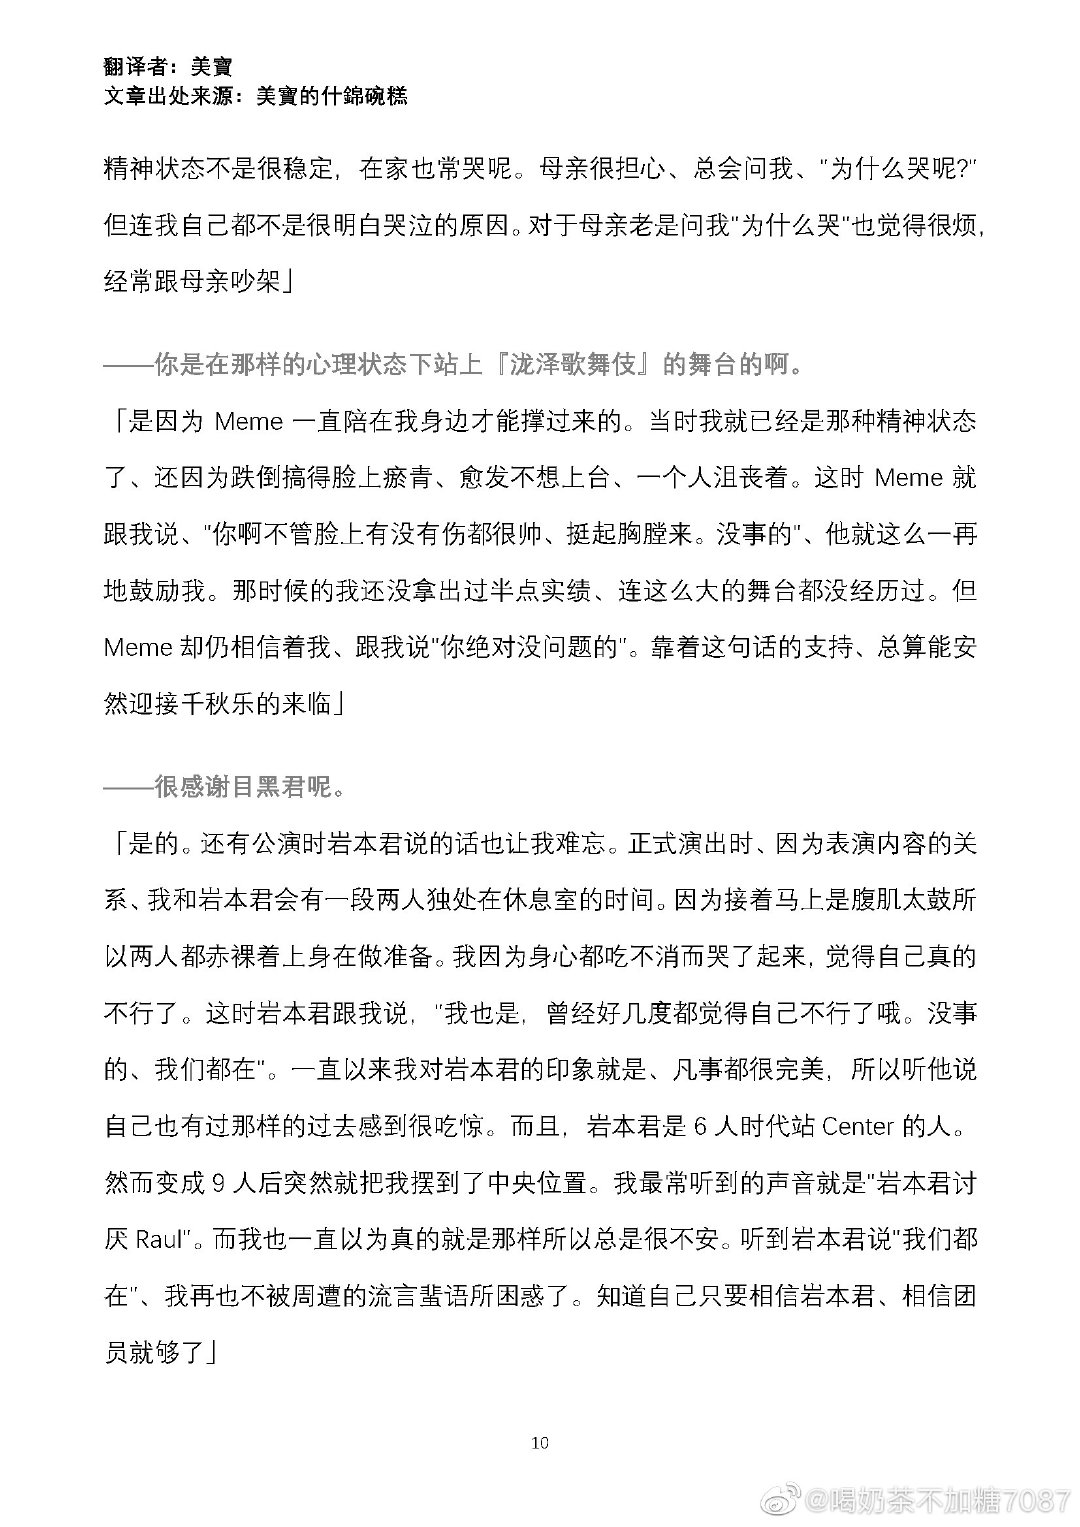 翻译者：美寶
文章出处来源：美寶的什錦碗糕
精神状态不是很稳定，在家也常哭呢。母亲很担心、总会问我、"为什么哭呢?"
但连我自己都不是很明白哭泣的原因。对于母亲老是问我"为什么哭"也觉得很烦,
经常跟母亲吵架」
——你是在那样的心理状态下站上『泷泽歌舞伎』的舞台的啊。
「是因为 Meme 一直陪在我身边才能撑过来的。当时我就已经是那种精神状态
了、还因为跌倒搞得脸上瘀青、愈发不想上台、一个人沮丧着。这时 Meme 就
跟我说、"你啊不管脸上有没有伤都很帅、挺起胸膛来。没事的"、他就这么一再
地鼓励我。那时候的我还没拿出过半点实绩、连这么大的舞台都没经历过。但
Meme 却仍相信着我、跟我说"你绝对没问题的"。靠着这句话的支持、总算能安
然迎接千秋乐的来临」
——很感谢目黑君呢。
「是的。还有公演时岩本君说的话也让我难忘。正式演出时、因为表演内容的关
系、我和岩本君会有一段两人独处在休息室的时间。因为接着马上是腹肌太鼓所
以两人都赤裸着上身在做准备。我因为身心都吃不消而哭了起来，觉得自己真的
不行了。这时岩本君跟我说，"我也是，曾经好几度都觉得自己不行了哦。没事
的、我们都在"。一直以来我对岩本君的印象就是、凡事都很完美，所以听他说
自己也有过那样的过去感到很吃惊。而且，岩本君是 6 人时代站 Center 的人。
然而变成 9 人后突然就把我摆到了中央位置。我最常听到的声音就是"岩本君讨
厌 Raul"。而我也一直以为真的就是那样所以总是很不安。听到岩本君说"我们都
在"、我再也不被周遭的流言蜚语所困惑了。知道自己只要相信岩本君、相信团
员就够了」
10
@喝奶茶不加糖7087